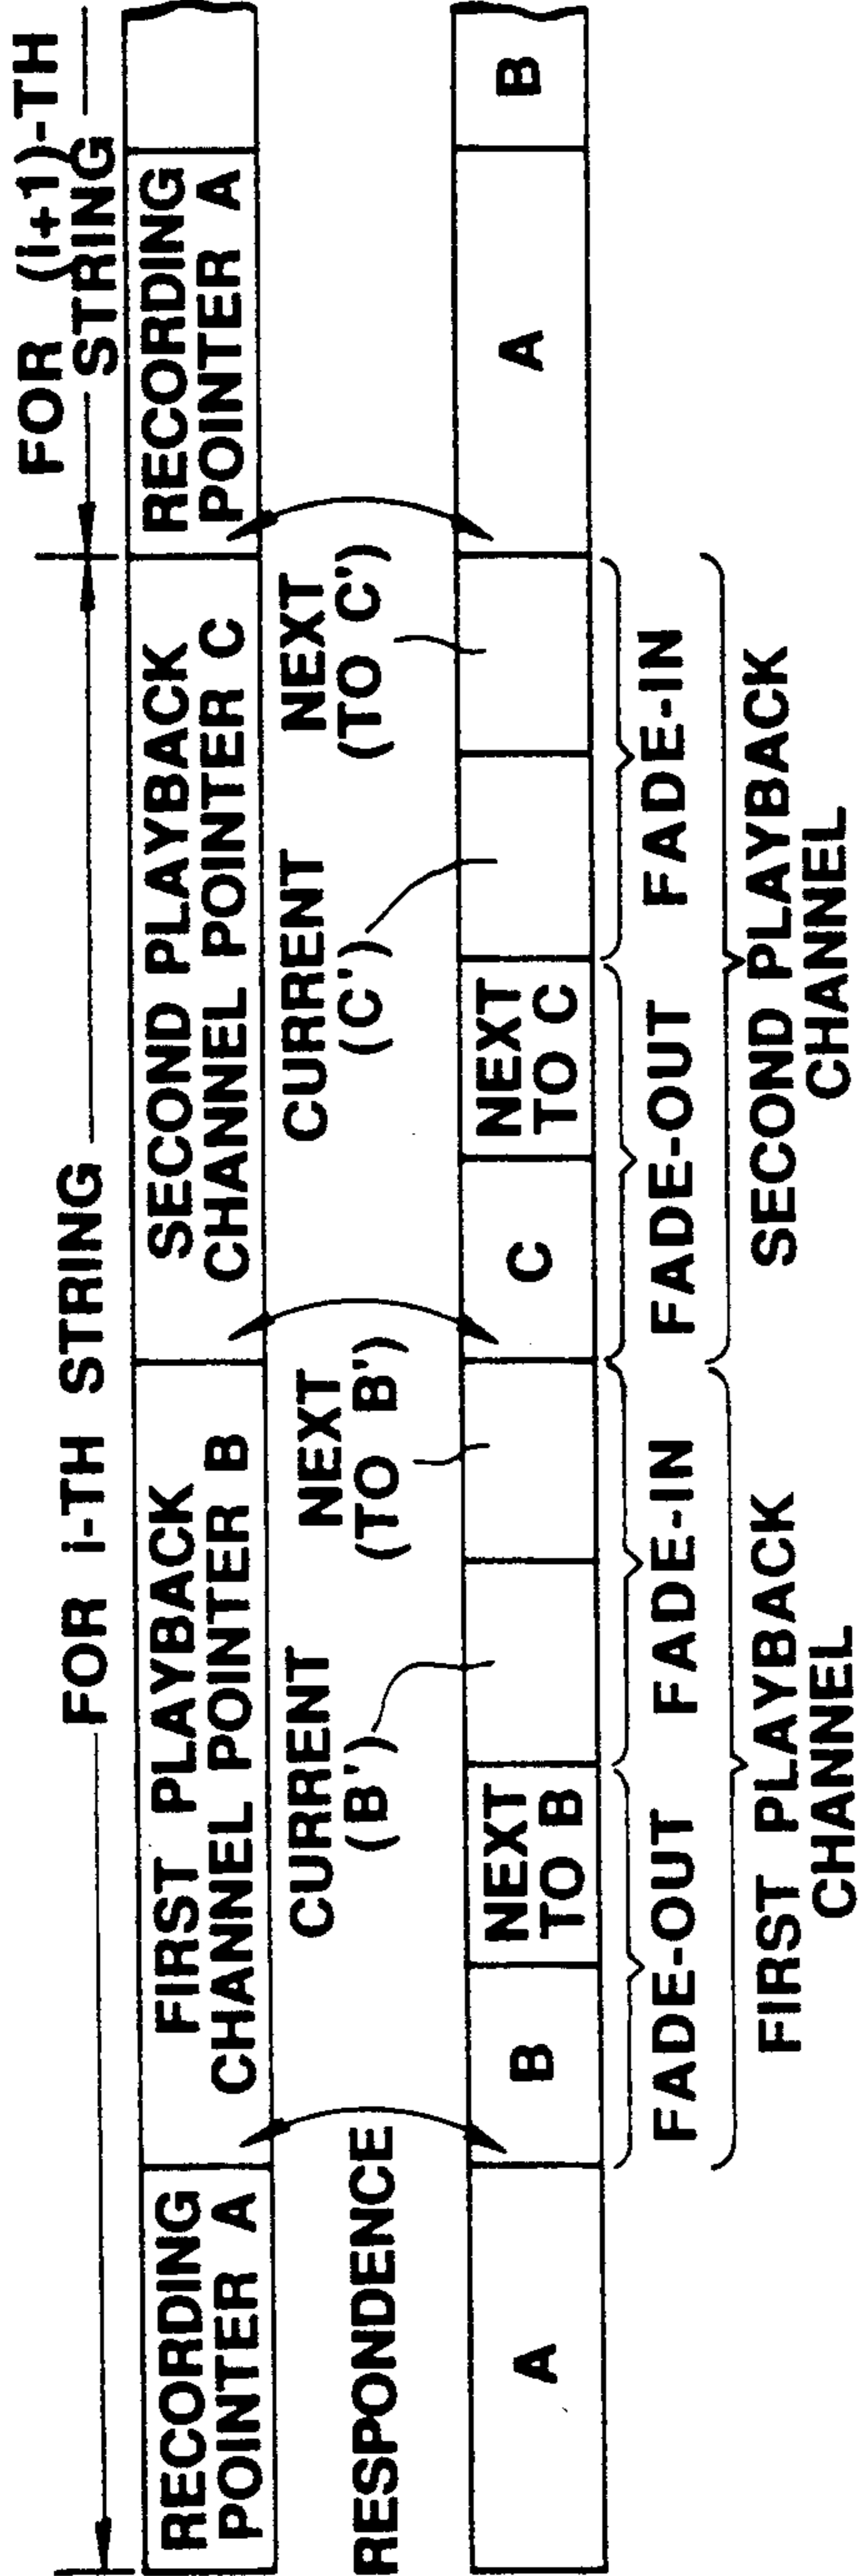 FOR i-TH STRING
FOR (i+1)-TH
STRING
RECORDING
POINTER A
FIRST PLAYBACK
CHANNEL POINTER B
SECOND PLAYBACK
CHANNEL POINTER C
RECORDING
POINTER A
RESPONDENCE
CURRENT
(B')
NEXT
(TO B')
CURRENT
(C')
NEXT
(TO C')
A
B
NEXT
TO B
C
NEXT
TO C
A
B
FADE-OUT
FADE-IN
FADE-OUT
FADE-IN
FIRST PLAYBACK
CHANNEL
SECOND PLAYBACK
CHANNEL